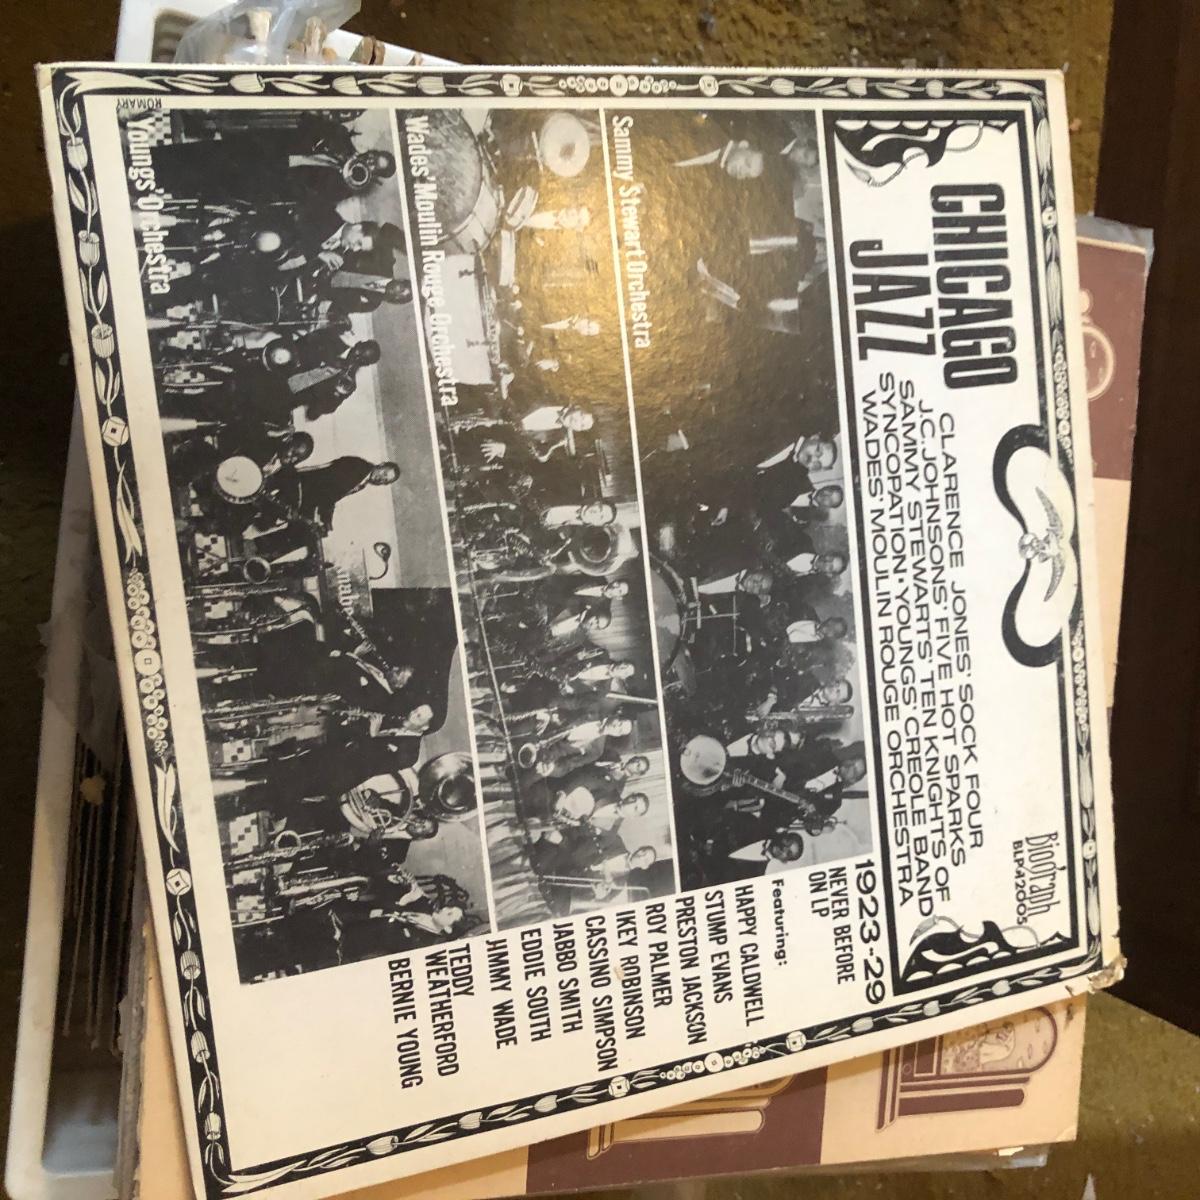 Biograph
BLP#12005
CHICAGO
JAZZ
CLARENCE JONES' SOCK FOUR
J.C. JOHNSONS' FIVE HOT SPARKS
SAMMY STEWARTS' TEN KNIGHTS OF
SYNCOPATION • YOUNGS' CREOLE BAND
WADES' MOULIN ROUGE ORCHESTRA
1923-29
NEVER BEFORE
ON LP
Featuring:
HAPPY CALDWELL
STUMP EVANS
PRESTON JACKSON
ROY PALMER
IKEY ROBINSON
CASSINO SIMPSON
JABBO SMITH
EDDIE SOUTH
JIMMY WADE
TEDDY
WEATHERFORD
BERNIE YOUNG
Sammy Stewart Orchestra
Wades' Moulin Rouge Orchestra
Youngs' Orchestra
ROMARY